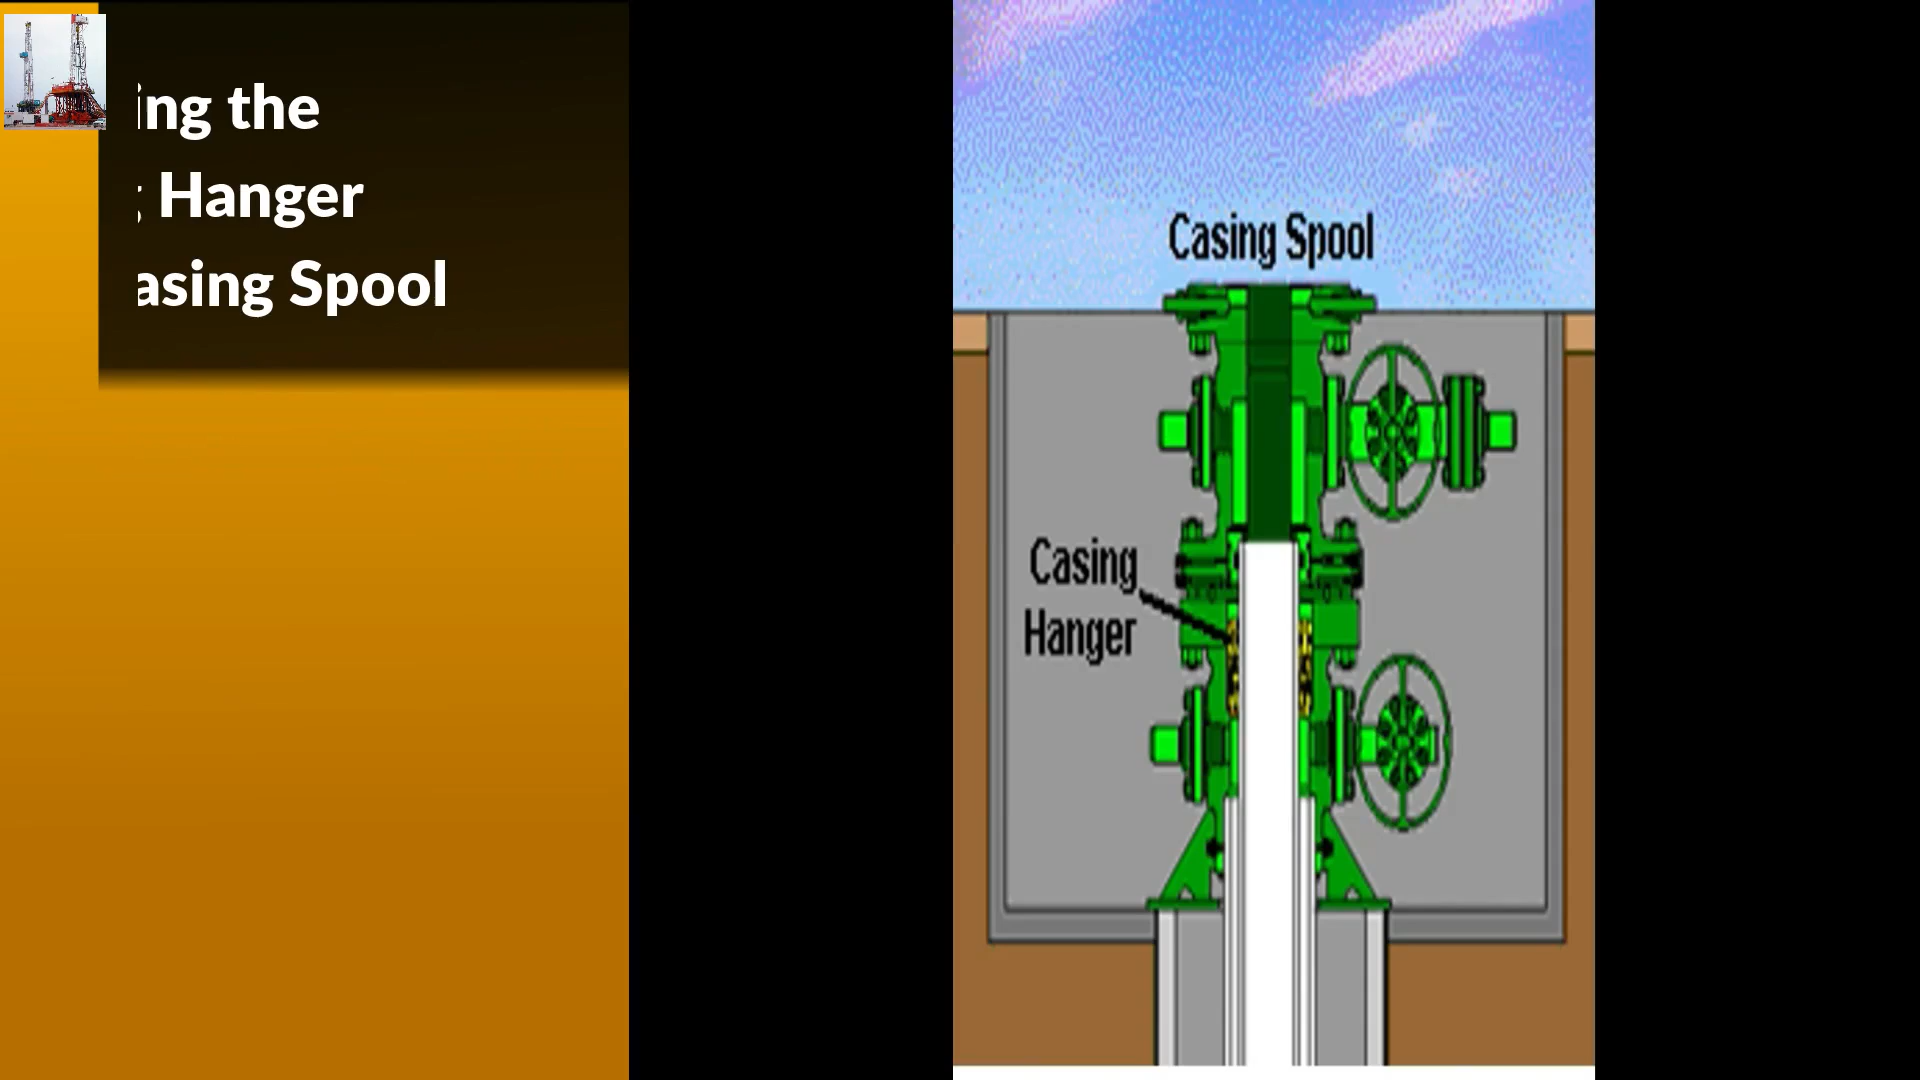 ing the
Hanger
asing Spool
Casing Spool
Casing
Hanger